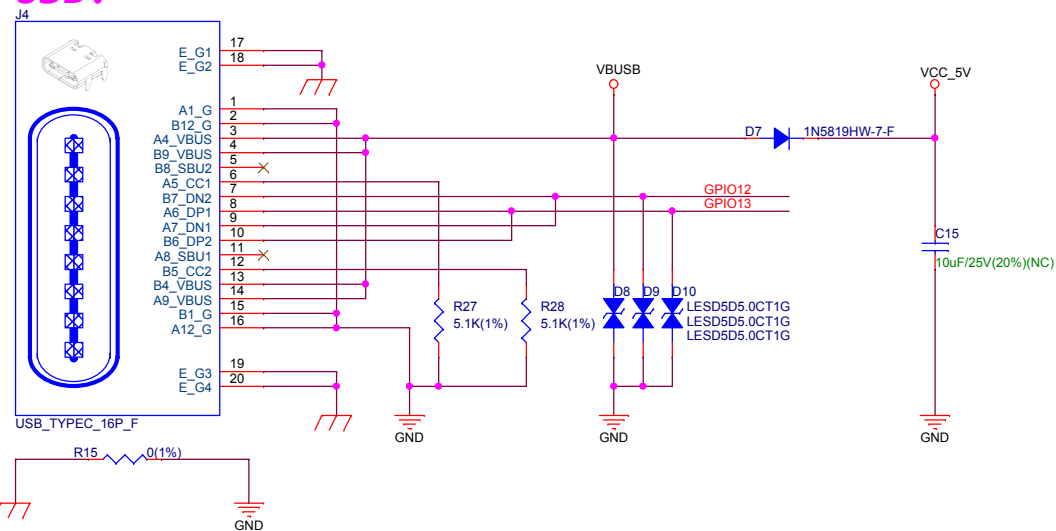 J4
E_G1 17
E_G2 18
A1_G 1
B12_G 2
A4_VBUS 3
B9_VBUS 4
B8_SBU2 5
A5_CC1 6
B7_DN2 7
A6_DP1 8
A7_DN1 9
B6_DP2 10
A8_SBU1 11
B5_CC2 12
B4_VBUS 13
A9_VBUS 14
B1_G 15
A12_G 16
E_G3 19
E_G4 20
USB_TYPEC_16P_F
VBUSB
VCC_5V
D7 1N5819HW-7-F
GPIO12
GPIO13
C15
10uF/25V(20%)(NC)
R27
5.1K(1%)
R28
5.1K(1%)
D8 D9 D10
LESD5D5.0CT1G
LESD5D5.0CT1G
LESD5D5.0CT1G
GND
GND
GND
R15 0(1%)
GND